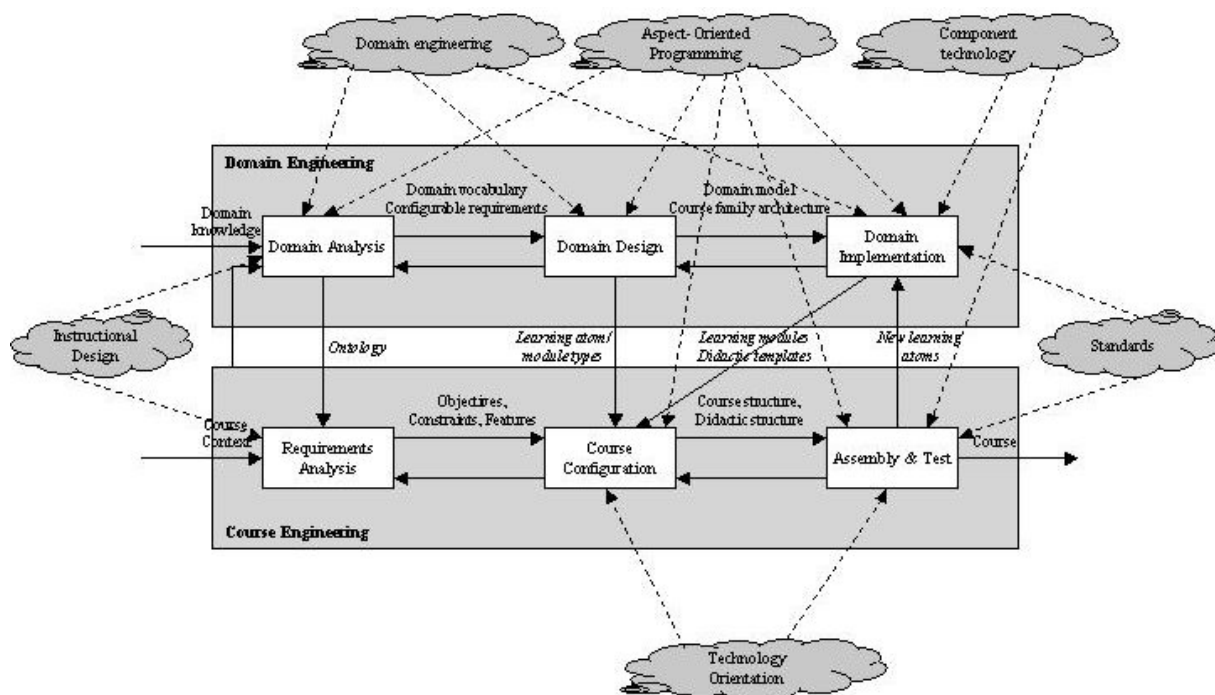 Domain engineering
Aspect-Oriented
Programming
Component
technology
Domain Engineering
Domain
knowledge
Domain vocabulary
Configurable requirements
Domain model
Course family architecture
Domain Analysis
Domain Design
Domain
Implementation
Instructional
Design
Ontology
Learning atom/
module types
Learning modules
Didactic templates
New learning
atoms
Standards
Course
Context
Objectives,
Constraints, Features
Course structure,
Didactic structure
Requirements
Analysis
Course
Configuration
Assembly & Test
Course
Course Engineering
Technology
Orientation